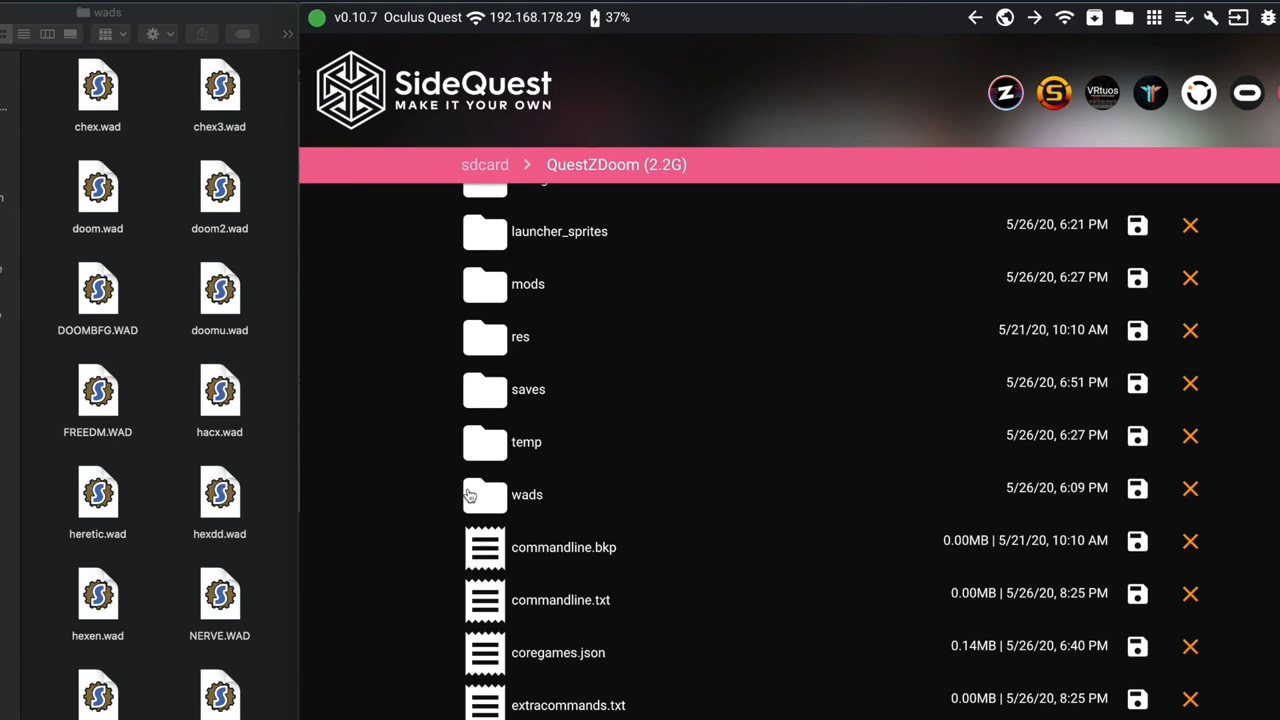 wads
chex.wad
chex3.wad
doom.wad
doom2.wad
DOOMBFG.WAD
doomu.wad
FREEDM.WAD
hacx.wad
heretic.wad
hexdd.wad
hexen.wad
NERVE.WAD
v0.10.7 Oculus Quest 192.168.178.29 37%
SideQuest
MAKE IT YOUR OWN
VRtuos
sdcard > QuestZDoom (2.2G)
launcher_sprites 5/26/20, 6:21 PM
mods 5/26/20, 6:27 PM
res 5/21/20, 10:10 AM
saves 5/26/20, 6:51 PM
temp 5/26/20, 6:27 PM
wads 5/26/20, 6:09 PM
commandline.bkp 0.00MB | 5/21/20, 10:10 AM
commandline.txt 0.00MB | 5/26/20, 8:25 PM
coregames.json 0.14MB | 5/26/20, 6:40 PM
extracommands.txt 0.00MB | 5/26/20, 8:25 PM